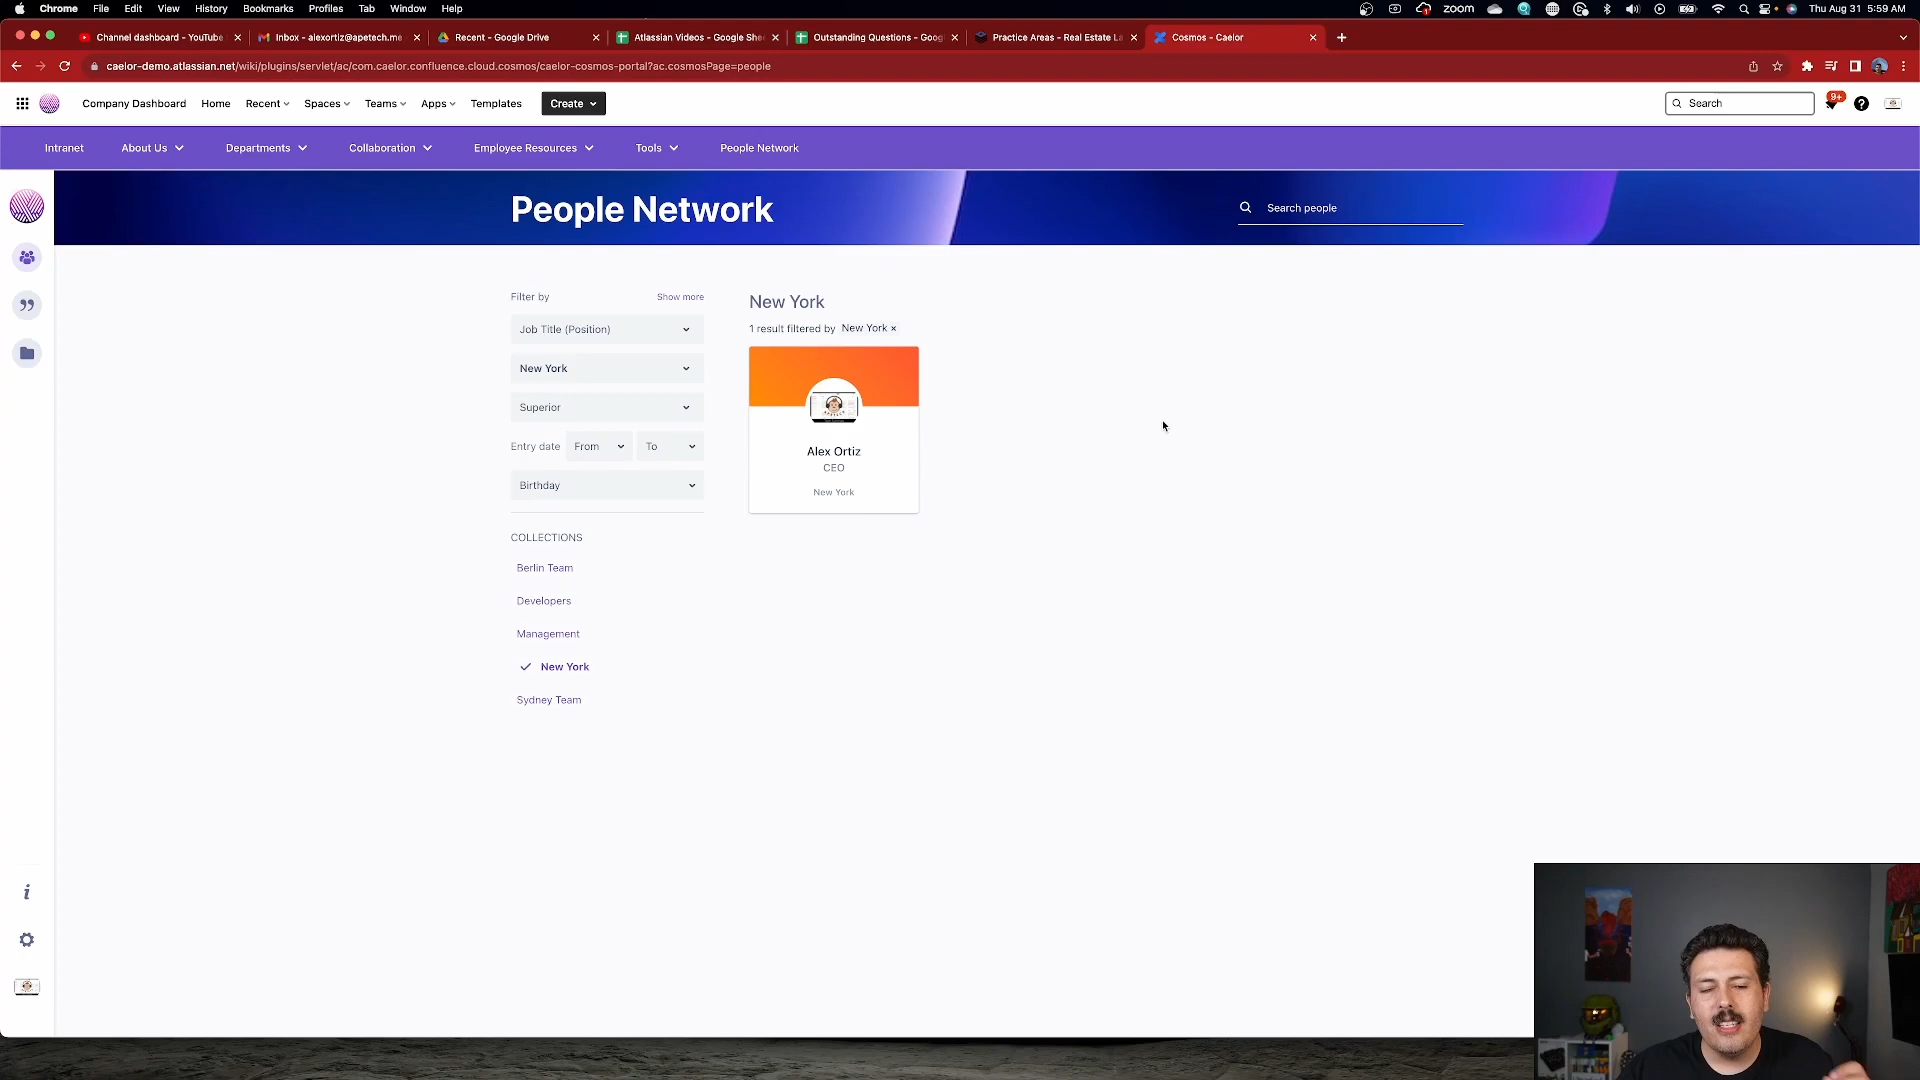 Chrome File Edit View History Bookmarks Profiles Tab Window Help zoom Thu Aug 31 5:59 AM
Channel dashboard - YouTube Inbox - alexortiz@apetech.me Recent - Google Drive Atlassian Videos - Google She Outstanding Questions - Goog Practice Areas - Real Estate La Cosmos - Caelor
caelor-demo.atlassian.net/wiki/plugins/servlet/ac/com.caelor.confluence.cloud.cosmos/caelor-cosmos-portal?ac.cosmosPage=people
Company Dashboard Home Recent Spaces Teams Apps Templates Create Search 9+
Intranet About Us Departments Collaboration Employee Resources Tools People Network
People Network
Search people
Filter by Show more
Job Title (Position)
New York
Superior
Entry date From To
Birthday
COLLECTIONS
Berlin Team
Developers
Management
New York
Sydney Team
New York
1 result filtered by New York ×
Alex Ortiz
CEO
New York